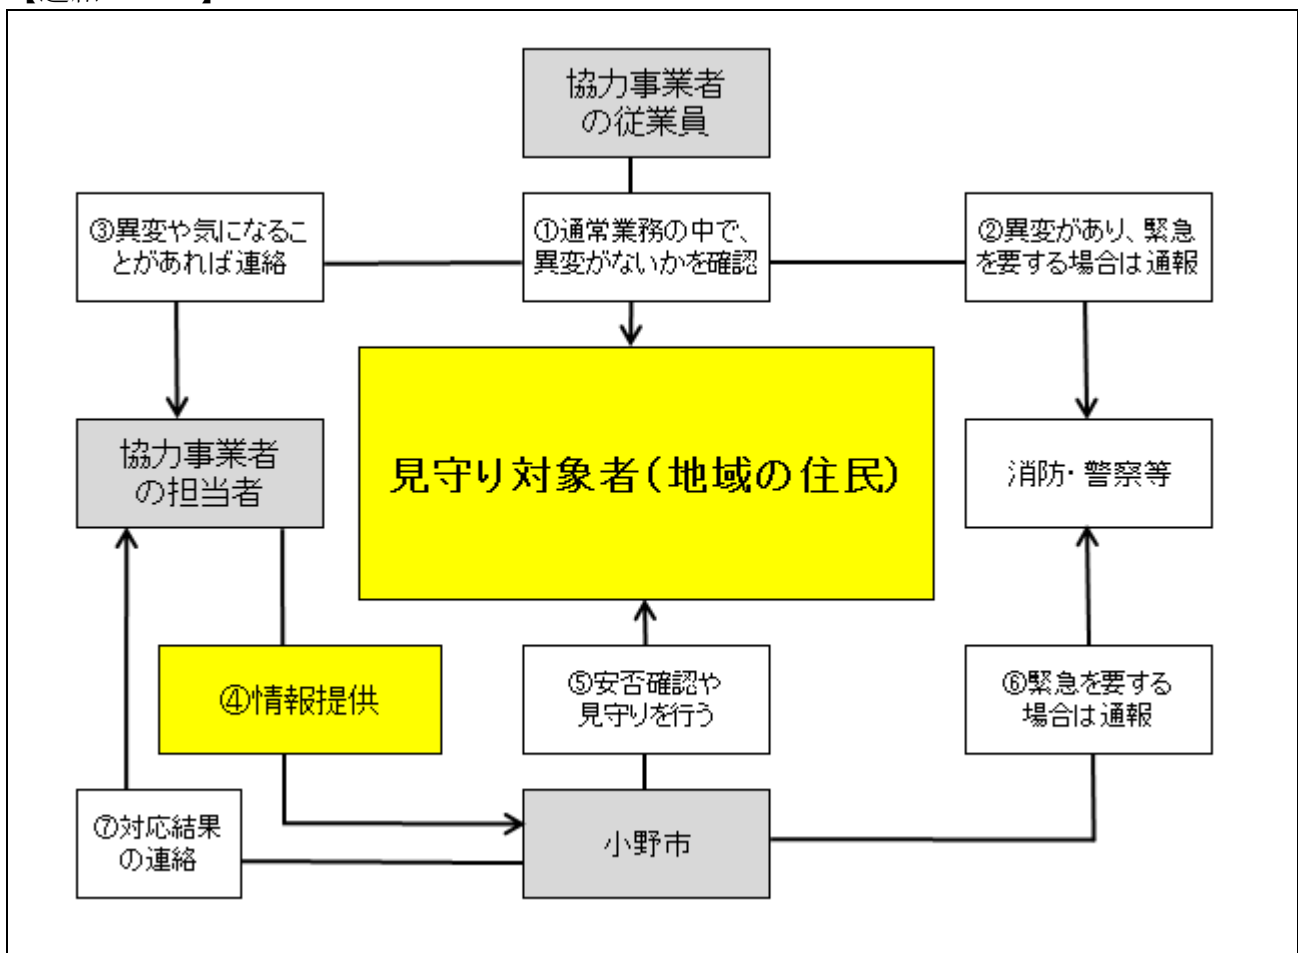 協力事業者
の従業員
③異変や気になるこ
とがあれば連絡
①通常業務の中で、
異変がないかを確認
②異変があり、緊急
を要する場合は通報
協力事業者
の担当者
見守り対象者(地域の住民)
消防・警察等
④情報提供
⑤安否確認や
見守りを行う
⑥緊急を要する
場合は通報
⑦対応結果
の連絡
小野市